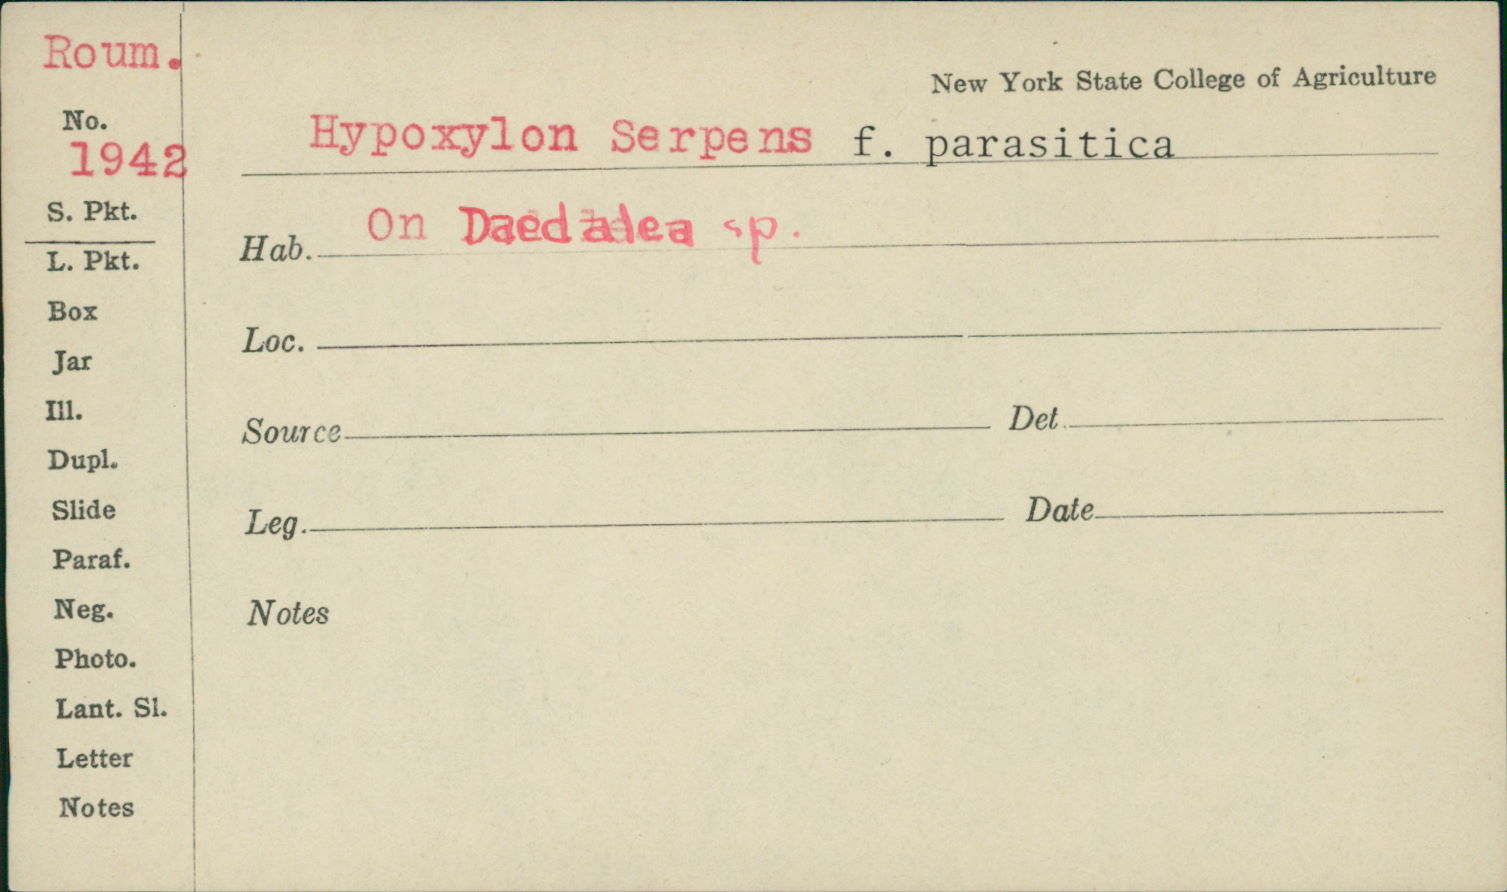 Roum.
New York State College of Agriculture
No.
1942
Hypoxylon Serpens f. parasitica
S. Pkt.
Hab. On Daedalea sp.
L. Pkt.
Box
Loc.
Jar
Ill.
Source Det.
Dupl.
Slide
Leg. Date
Paraf.
Neg.
Notes
Photo.
Lant. Sl.
Letter
Notes